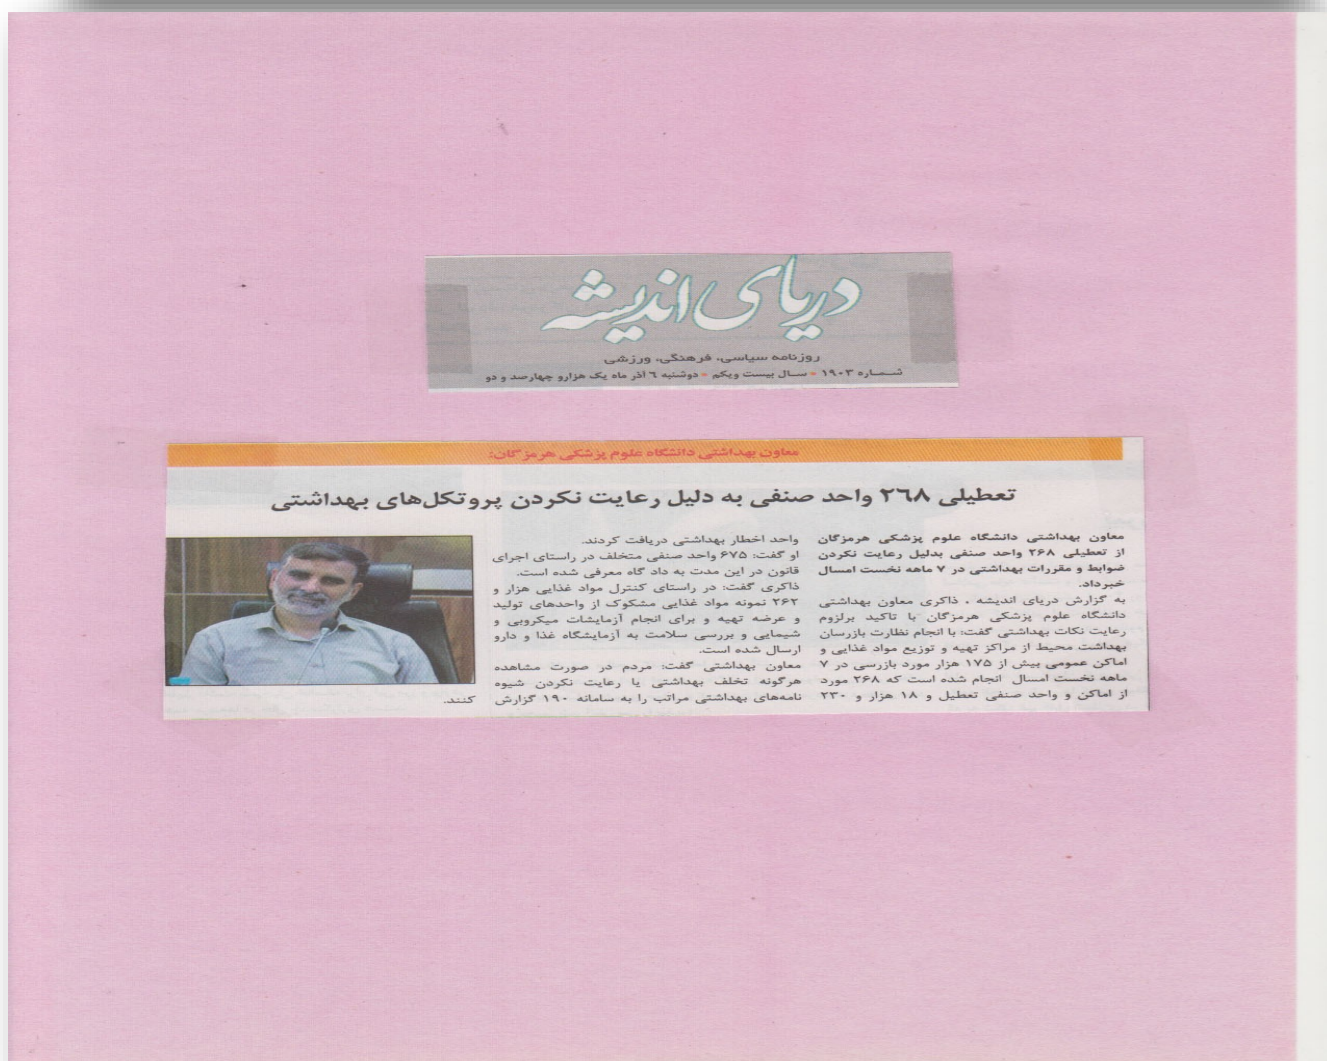 دریای اندیشه
روزنامه سیاسی، فرهنگی، ورزشی
شـمـاره ۱۹۰۳ • سـال بیست ویکم • دوشنبه ٦ آذر ماه یک هزارو چهارصد و دو
معاون بهداشتی دانشگاه علوم پزشکی هرمزگان:
تعطیلی ۲٦۸ واحد صنفی به دلیل رعایت نکردن پروتکل‌های بهداشتی
معاون بهداشتی دانشگاه علوم پزشکی هرمزگان
از تعطیلی ۲۶۸ واحد صنفی بدلیل رعایت نکردن
ضوابط و مقررات بهداشتی در ۷ ماهه نخست امسال
خبرداد.
به گزارش دریای اندیشه ، ذاکری معاون بهداشتی
دانشگاه علوم پزشکی هرمزگان با تاکید برلزوم
رعایت نکات بهداشتی گفت: با انجام نظارت بازرسان
بهداشت محیط از مراکز تهیه و توزیع مواد غذایی و
اماکن عمومی بیش از ۱۷۵ هزار مورد بازرسی در ۷
ماهه نخست امسال انجام شده است که ۲۶۸ مورد
از اماکن و واحد صنفی تعطیل و ۱۸ هزار و ۲۳۰
واحد اخطار بهداشتی دریافت کردند.
او گفت: ۶۷۵ واحد صنفی متخلف در راستای اجرای
قانون در این مدت به داد گاه معرفی شده است.
ذاکری گفت: در راستای کنترل مواد غذایی هزار و
۲۶۲ نمونه مواد غذایی مشکوک از واحدهای تولید
و عرضه تهیه و برای انجام آزمایشات میکروبی و
شیمیایی و بررسی سلامت به آزمایشگاه غذا و دارو
ارسال شده است.
معاون بهداشتی گفت: مردم در صورت مشاهده
هرگونه تخلف بهداشتی یا رعایت نکردن شیوه
نامه‌های بهداشتی مراتب را به سامانه ۱۹۰ گزارش
کنند.